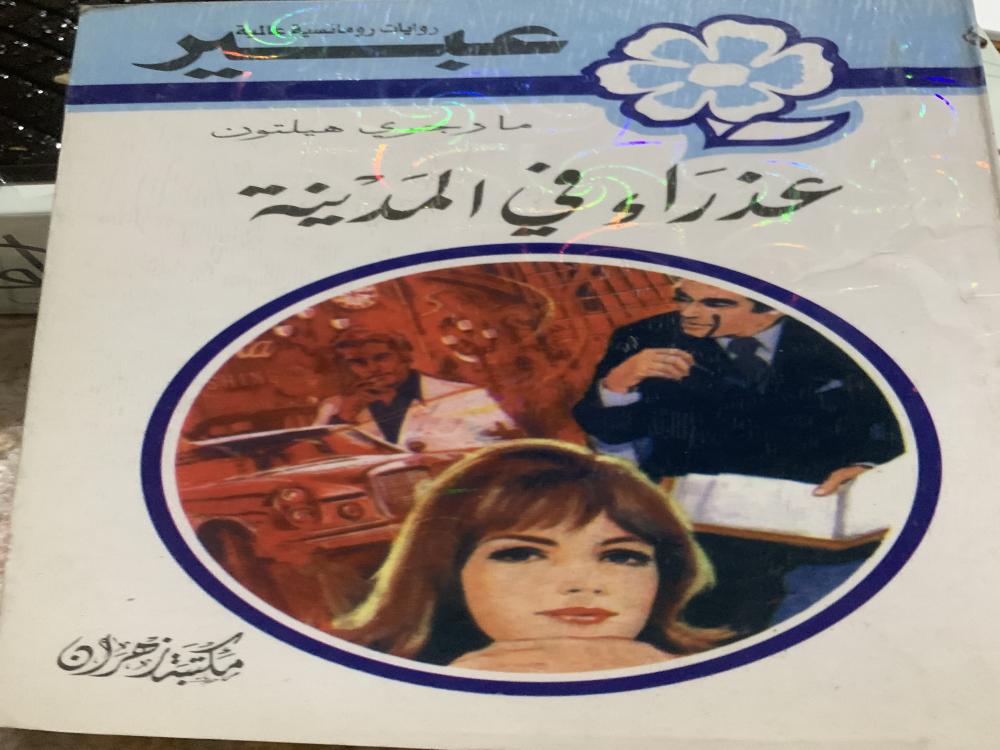 روايات رومانسية عالمية
عبير
مارجري هيلتون
عذراء في المدينة
مكتبة زهران